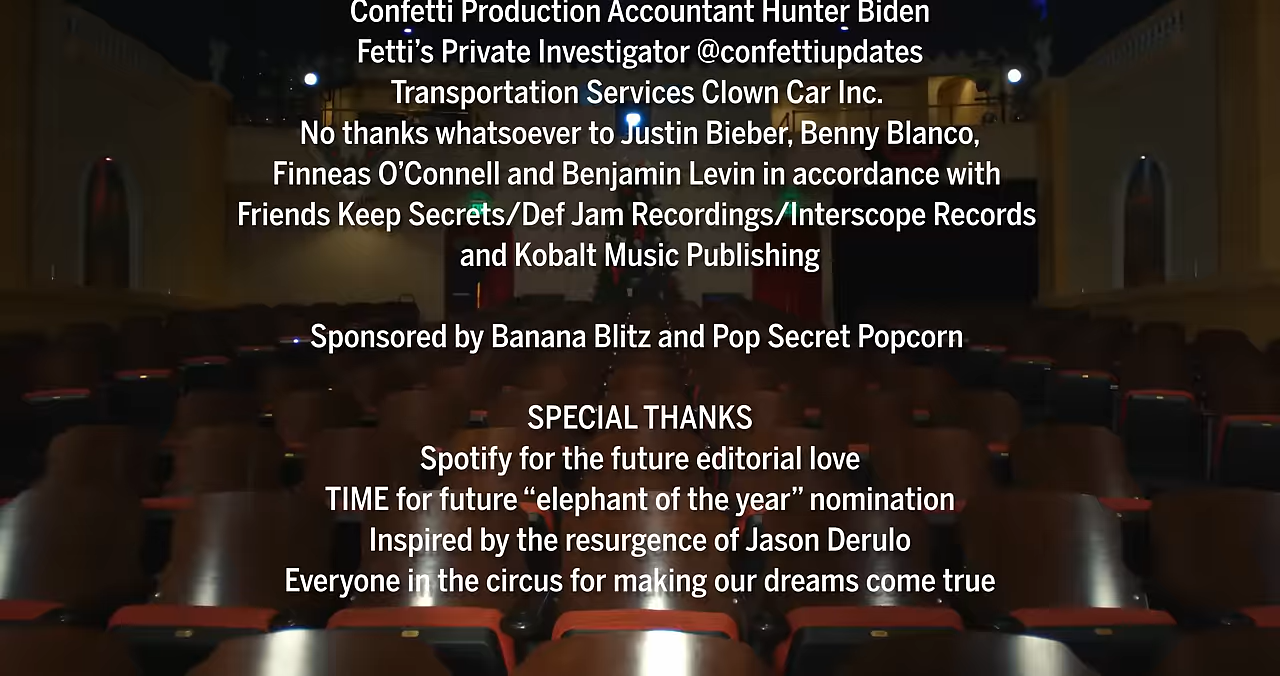 Confetti Production Accountant Hunter Biden
Fetti’s Private Investigator @confettiupdates
Transportation Services Clown Car Inc.
No thanks whatsoever to Justin Bieber, Benny Blanco,
Finneas O’Connell and Benjamin Levin in accordance with
Friends Keep Secrets/Def Jam Recordings/Interscope Records
and Kobalt Music Publishing
Sponsored by Banana Blitz and Pop Secret Popcorn
SPECIAL THANKS
Spotify for the future editorial love
TIME for future “elephant of the year” nomination
Inspired by the resurgence of Jason Derulo
Everyone in the circus for making our dreams come true